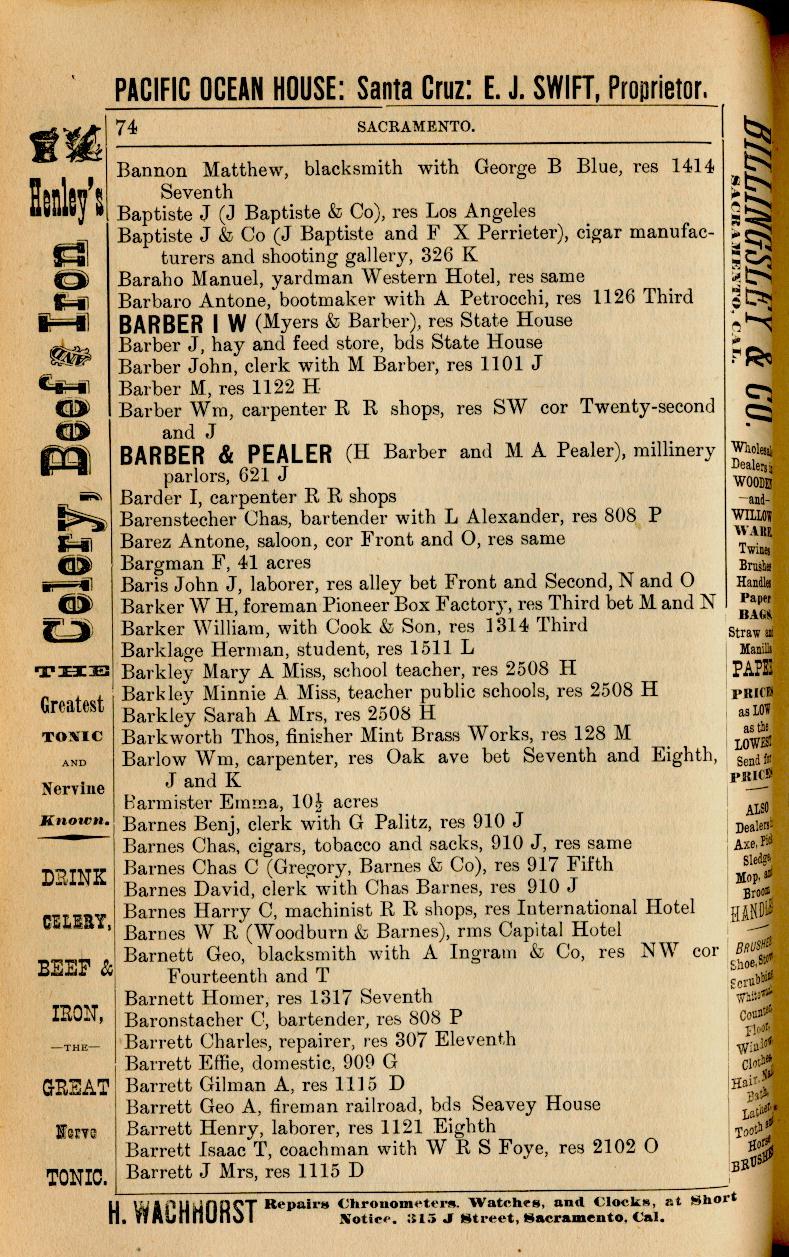 PACIFIC OCEAN HOUSE: Santa Cruz: E. J. SWIFT, Proprietor.
74
SACRAMENTO.
Bannon Matthew, blacksmith with George B Blue, res 1414
Seventh
Baptiste J (J Baptiste & Co), res Los Angeles
Baptiste J & Co (J Baptiste and F X Perrieter), cigar manufac-
turers and shooting gallery, 326 K
Baraho Manuel, yardman Western Hotel, res same
Barbaro Antone, bootmaker with A Petrocchi, res 1126 Third
BARBER I W (Myers & Barber), res State House
Barber J, hay and feed store, bds State House
Barber John, clerk with M Barber, res 1101 J
Barber M, res 1122 H
Barber Wm, carpenter R R shops, res SW cor Twenty-second
and J
BARBER & PEALER (H Barber and M A Pealer), millinery
parlors, 621 J
Barder I, carpenter R R shops
Barenstecher Chas, bartender with L Alexander, res 808 P
Barez Antone, saloon, cor Front and O, res same
Bargman F, 41 acres
Baris John J, laborer, res alley bet Front and Second, N and O
Barker W H, foreman Pioneer Box Factory, res Third bet M and N
Barker William, with Cook & Son, res 1314 Third
Barklage Herman, student, res 1511 L
Barkley Mary A Miss, school teacher, res 2508 H
Barkley Minnie A Miss, teacher public schools, res 2508 H
Barkley Sarah A Mrs, res 2508 H
Barkworth Thos, finisher Mint Brass Works, res 128 M
Barlow Wm, carpenter, res Oak ave bet Seventh and Eighth,
J and K
Barmister Emma, 10½ acres
Barnes Benj, clerk with G Palitz, res 910 J
Barnes Chas, cigars, tobacco and sacks, 910 J, res same
Barnes Chas C (Gregory, Barnes & Co), res 917 Fifth
Barnes David, clerk with Chas Barnes, res 910 J
Barnes Harry C, machinist R R shops, res International Hotel
Barnes W R (Woodburn & Barnes), rms Capital Hotel
Barnett Geo, blacksmith with A Ingram & Co, res NW cor
Fourteenth and T
Barnett Homer, res 1317 Seventh
Baronstacher C, bartender, res 808 P
Barrett Charles, repairer, res 307 Eleventh
Barrett Effie, domestic, 909 G
Barrett Gilman A, res 1115 D
Barrett Geo A, fireman railroad, bds Seavey House
Barrett Henry, laborer, res 1121 Eighth
Barrett Isaac T, coachman with W R S Foye, res 2102 O
Barrett J Mrs, res 1115 D
Henley's
Celery, Beef and Iron
THE
Greatest
TONIC
AND
Nervine
Known.
DRINK
CELERY,
BEEF &
IRON,
—THE—
GREAT
Nerve
TONIC.
BILLINGSLEY & CO.
SACRAMENTO, CAL.
Dealers
—and—
WILLOW
WARE
Twines
Handles
Paper
BAGS
Straw
PRICES
as LOW
as the
LOWEST
Send for
PRICES
ALSO
Dealers
Axe,
Sledge,
Mop,
Broom
HANDLE
Shoe,
Floor,
Hair,
Bath,
Tooth
Horse
H. WACHHORST Repairs Chronometers. Watches, and Clocks, at Short
Notice. 315 J Street, Sacramento. Cal.